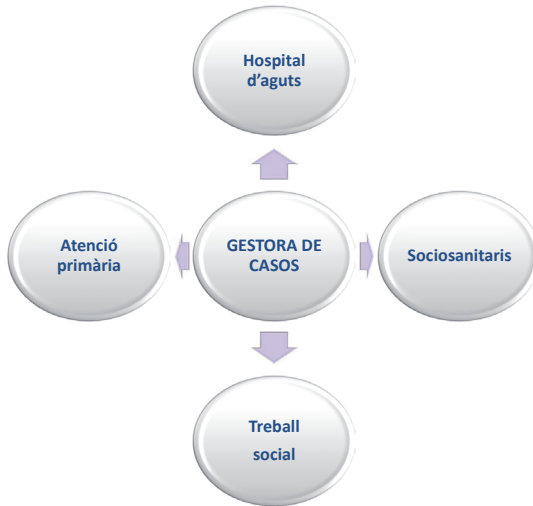 Hospital
d’aguts
Atenció
primària
GESTORA DE
CASOS
Sociosanitaris
Treball
social